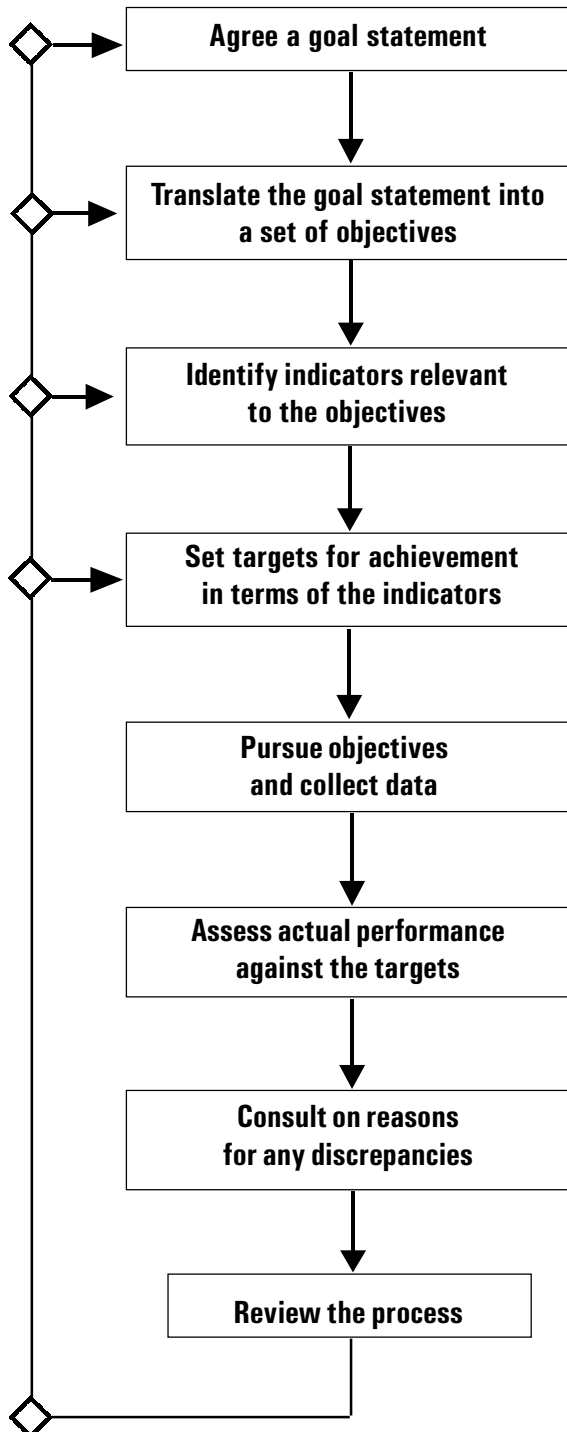 Agree a goal statement
Translate the goal statement into
a set of objectives
Identify indicators relevant
to the objectives
Set targets for achievement
in terms of the indicators
Pursue objectives
and collect data
Assess actual performance
against the targets
Consult on reasons
for any discrepancies
Review the process